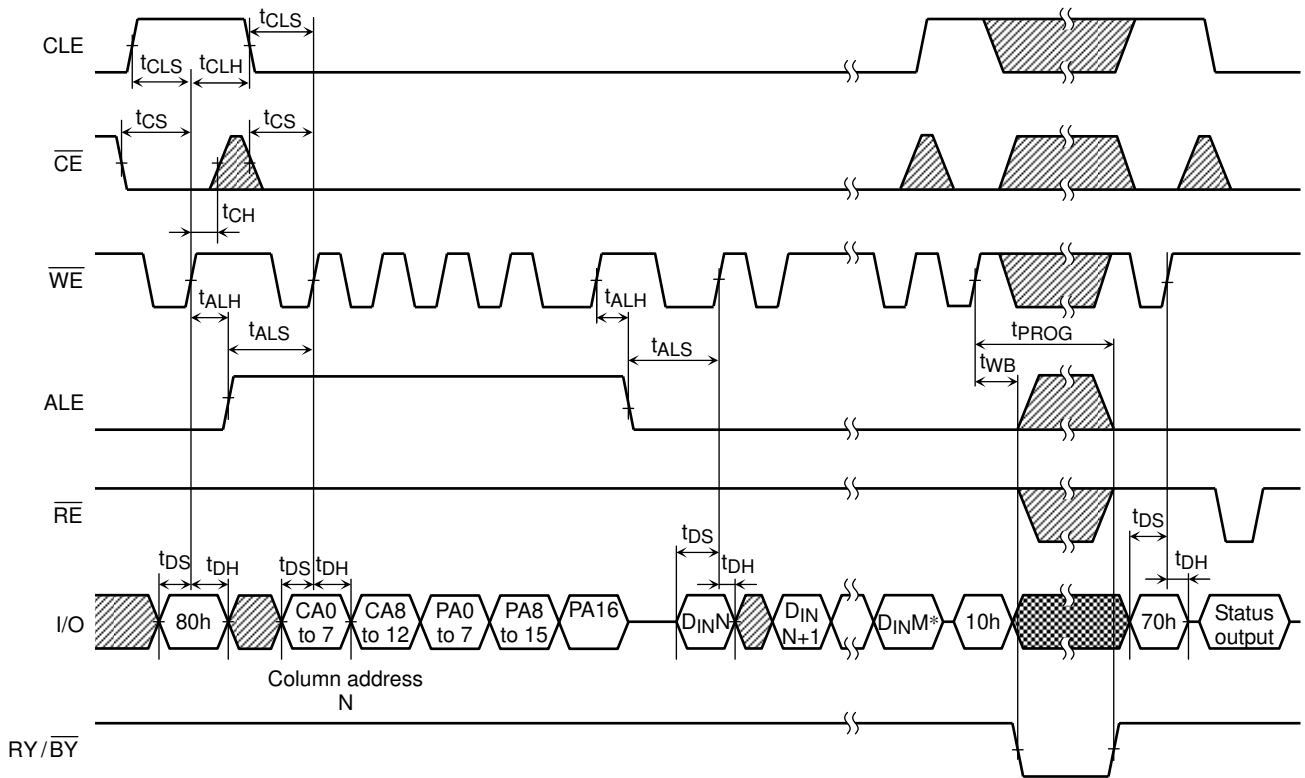 CLE
tCLS
tCLS
tCLH
CE
tCS
tCS
tCH
WE
tALH
tALH
tALS
tALS
tPROG
tWB
ALE
RE
tDS
tDH
tDS
tDH
tDS
tDH
tDS
tDH
I/O
80h
CA0
to 7
CA8
to 12
PA0
to 7
PA8
to 15
PA16
DINN
DIN
N+1
DINM*
10h
70h
Status
output
Column address
N
RY/BY